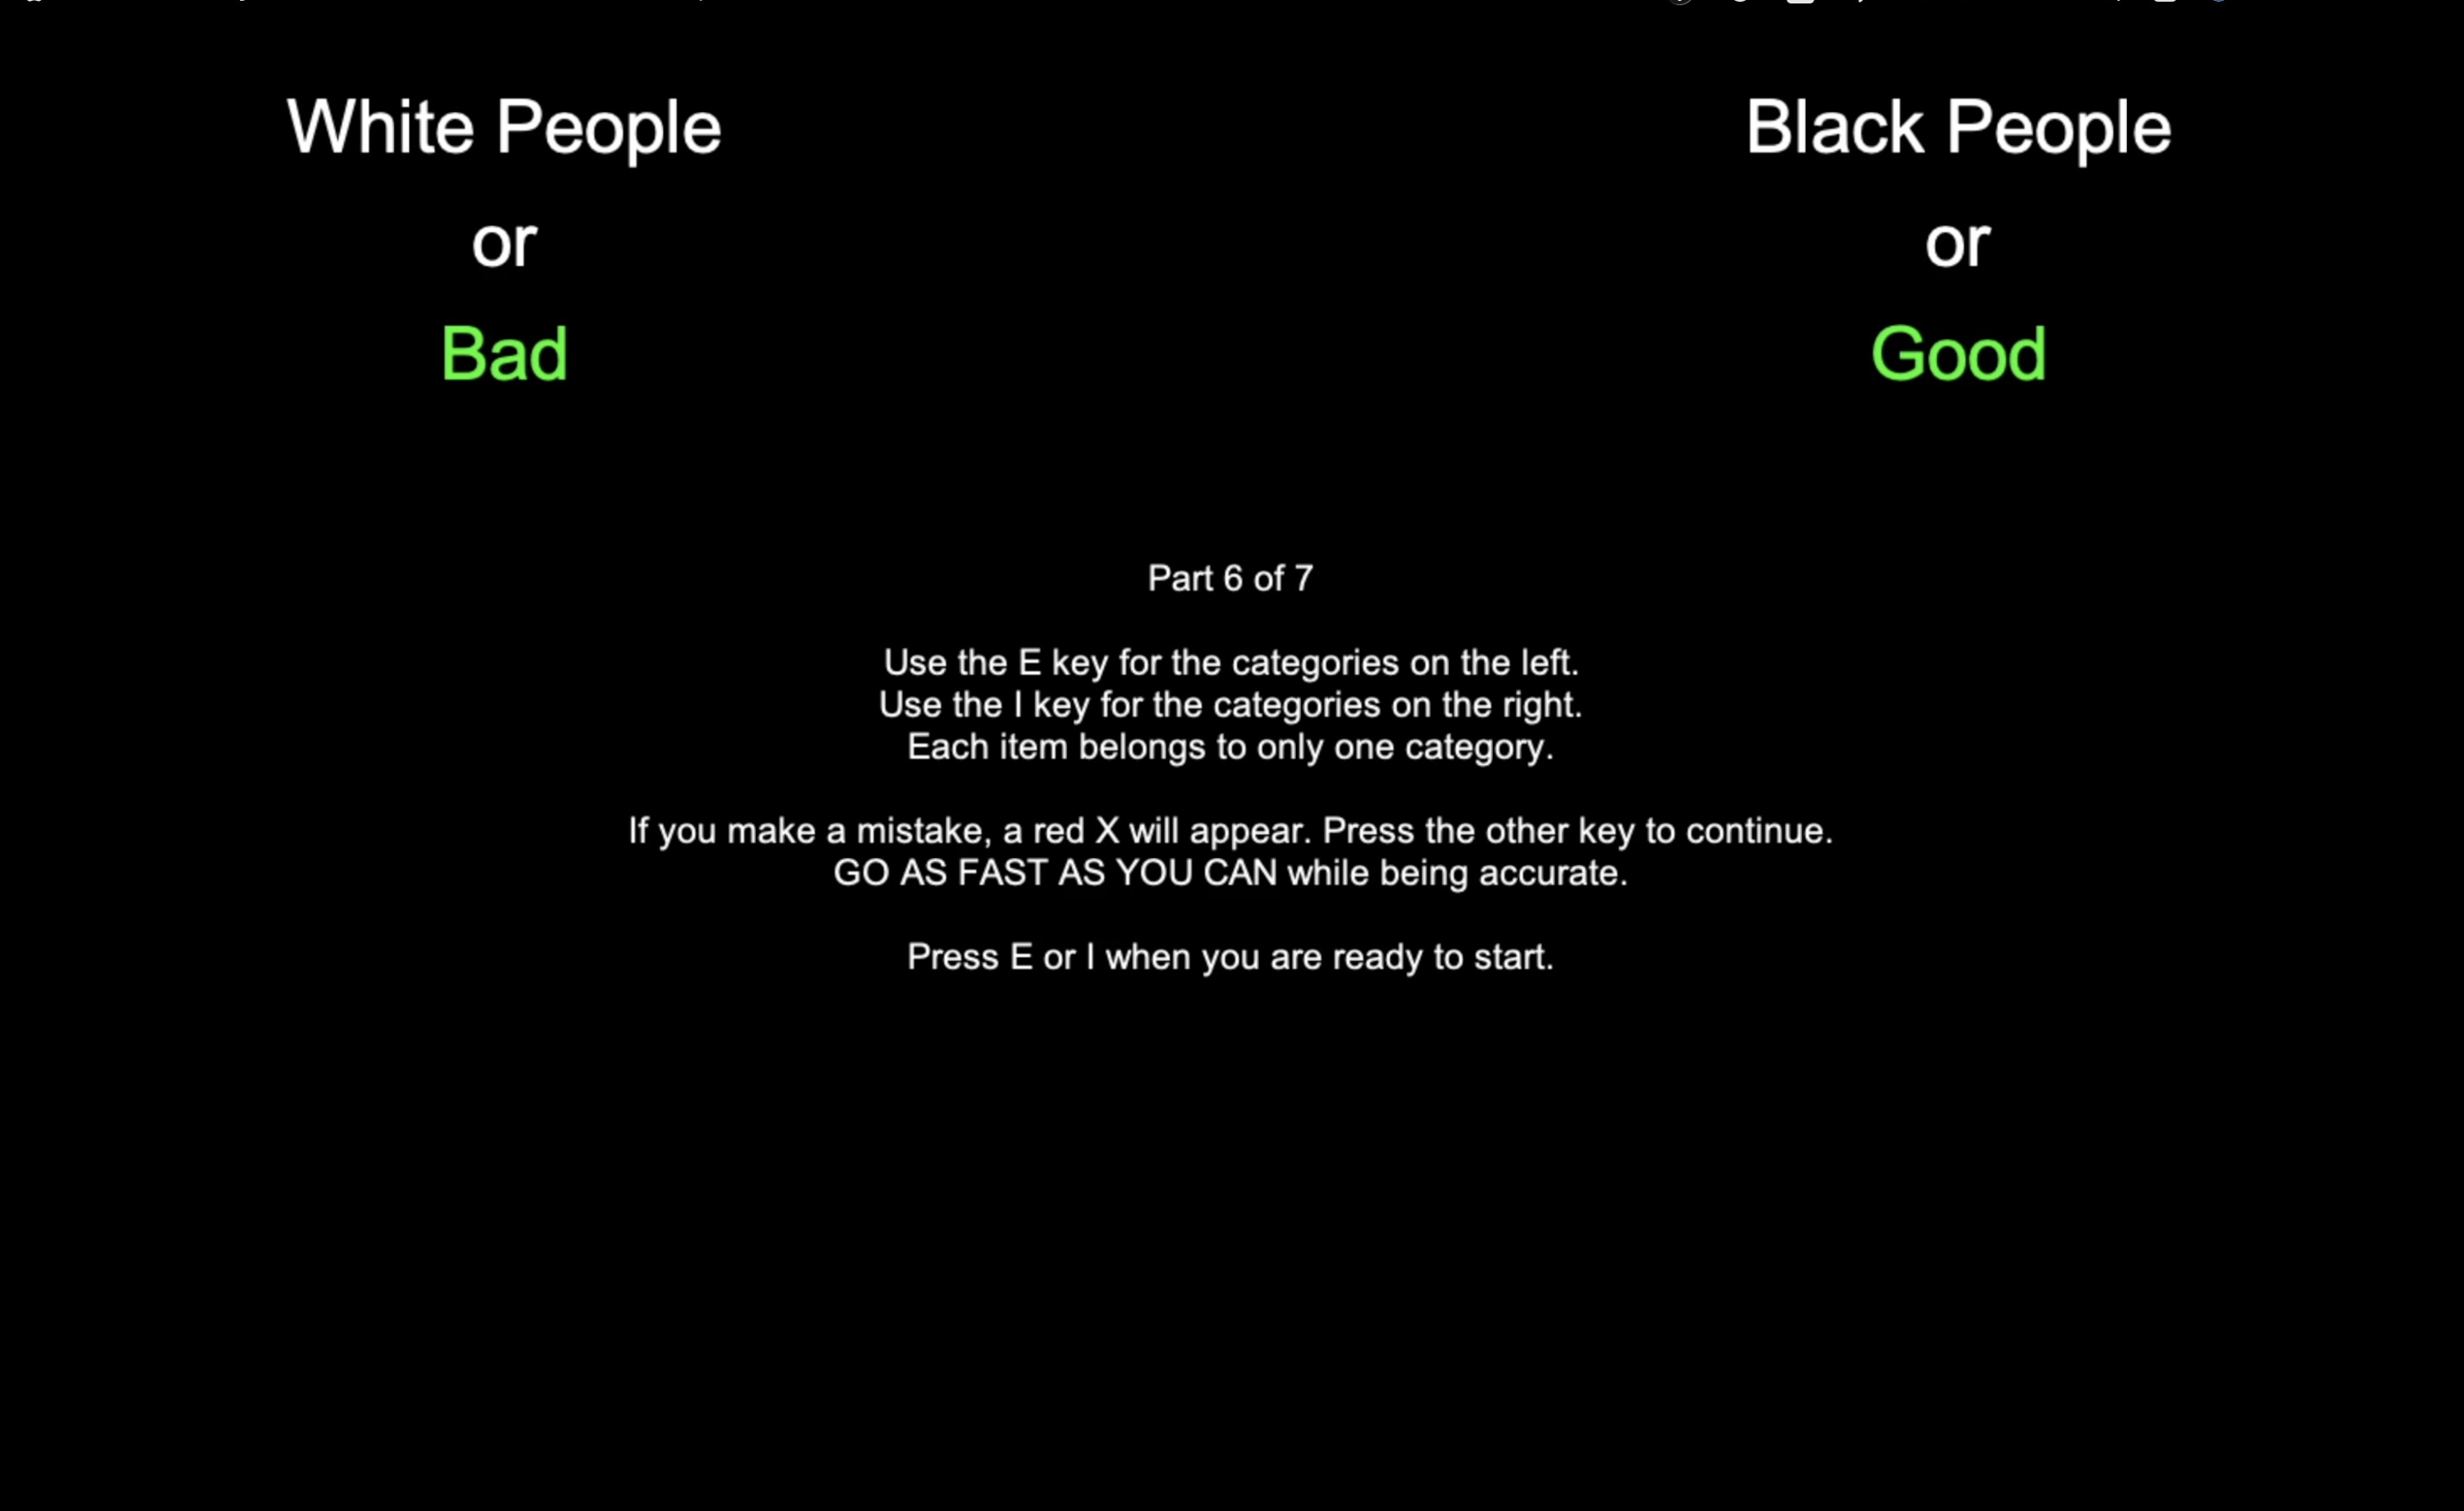 White People
or
Bad
Black People
or
Good
Part 6 of 7
Use the E key for the categories on the left.
Use the I key for the categories on the right.
Each item belongs to only one category.
If you make a mistake, a red X will appear. Press the other key to continue.
GO AS FAST AS YOU CAN while being accurate.
Press E or I when you are ready to start.